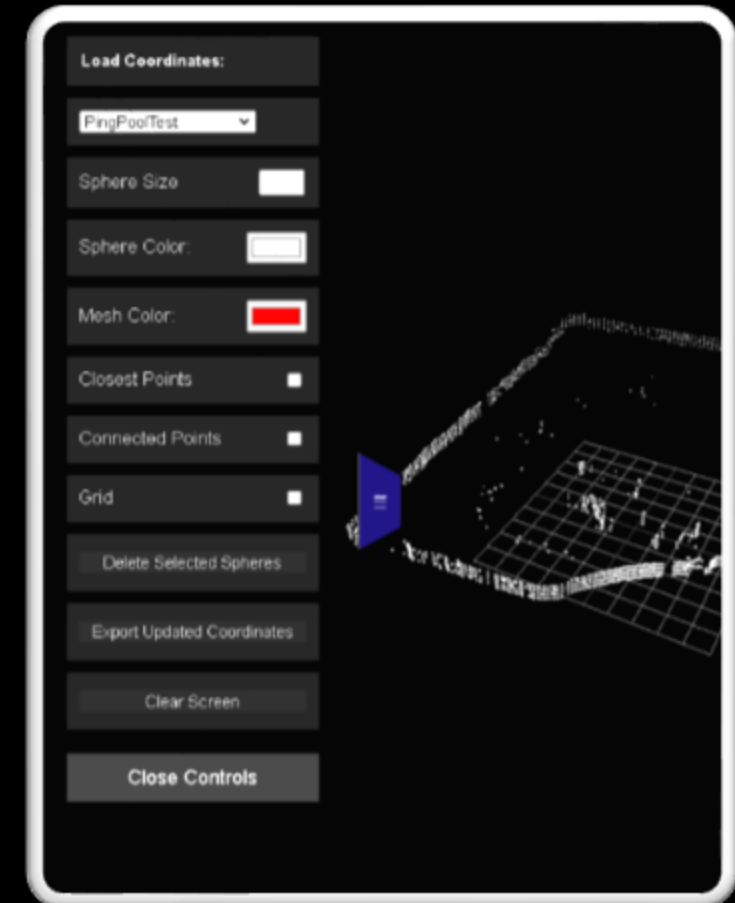 Load Coordinates:
PingPoolTest
Sphere Size
Sphere Color:
Mesh Color:
Closest Points
Connected Points
Grid
Delete Selected Spheres
Export Updated Coordinates
Clear Screen
Close Controls